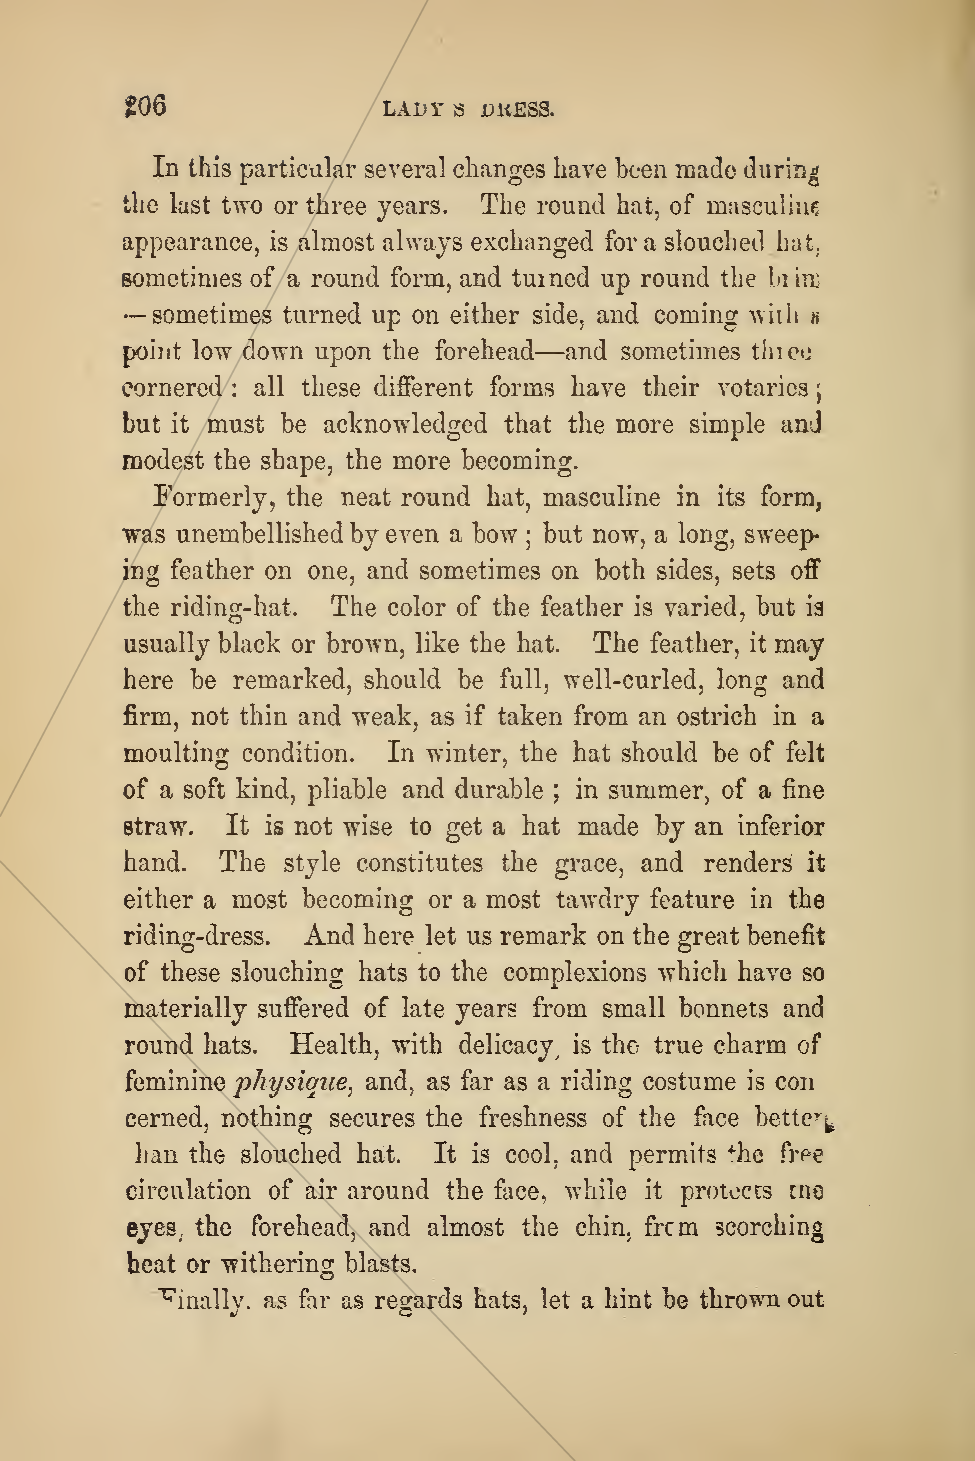 206 LADY'S DRESS.
In this particular several changes have been made during
the last two or three years. The round hat, of masculine
appearance, is almost always exchanged for a slouched hat,
sometimes of a round form, and turned up round the brim
—sometimes turned up on either side, and coming with a
point low down upon the forehead—and sometimes three
cornered: all these different forms have their votaries;
but it must be acknowledged that the more simple and
modest the shape, the more becoming.
Formerly, the neat round hat, masculine in its form,
was unembellished by even a bow; but now, a long, sweep-
ing feather on one, and sometimes on both sides, sets off
the riding-hat. The color of the feather is varied, but is
usually black or brown, like the hat. The feather, it may
here be remarked, should be full, well-curled, long and
firm, not thin and weak, as if taken from an ostrich in a
moulting condition. In winter, the hat should be of felt
of a soft kind, pliable and durable; in summer, of a fine
straw. It is not wise to get a hat made by an inferior
hand. The style constitutes the grace, and renders it
either a most becoming or a most tawdry feature in the
riding-dress. And here let us remark on the great benefit
of these slouching hats to the complexions which have so
materially suffered of late years from small bonnets and
round hats. Health, with delicacy, is the true charm of
feminine physique, and, as far as a riding costume is con
cerned, nothing secures the freshness of the face better
han the slouched hat. It is cool, and permits the free
circulation of air around the face, while it protects the
eyes, the forehead, and almost the chin, from scorching
heat or withering blasts.
Finally, as far as regards hats, let a hint be thrown out